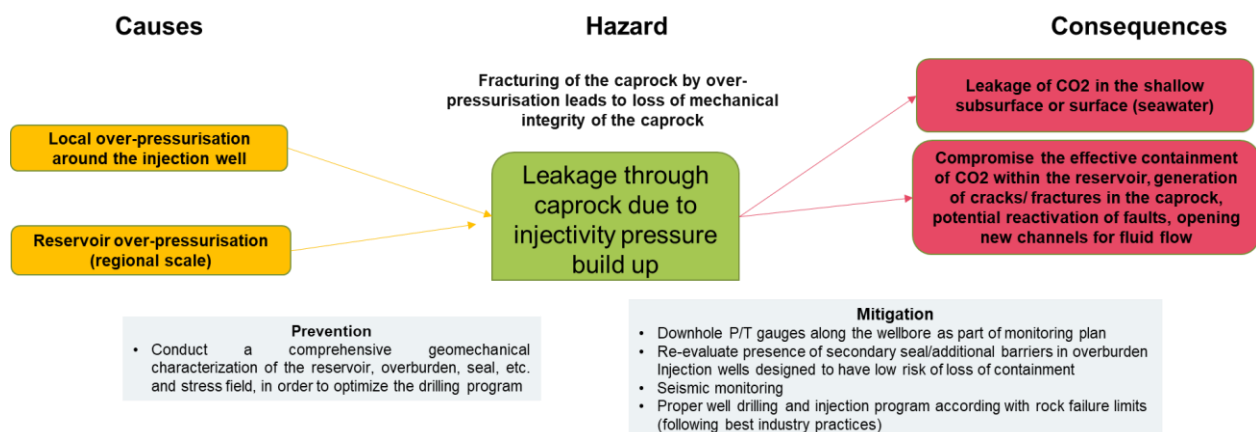 Causes
Hazard
Consequences
Fracturing of the caprock by over-
pressurisation leads to loss of mechanical
integrity of the caprock
Local over-pressurisation
around the injection well
Reservoir over-pressurisation
(regional scale)
Leakage through
caprock due to
injectivity pressure
build up
Leakage of CO2 in the shallow
subsurface or surface (seawater)
Compromise the effective containment
of CO2 within the reservoir, generation
of cracks/ fractures in the caprock,
potential reactivation of faults, opening
new channels for fluid flow
Prevention
• Conduct a comprehensive geomechanical
characterization of the reservoir, overburden, seal, etc.
and stress field, in order to optimize the drilling program
Mitigation
• Downhole P/T gauges along the wellbore as part of monitoring plan
• Re-evaluate presence of secondary seal/additional barriers in overburden
Injection wells designed to have low risk of loss of containment
• Seismic monitoring
• Proper well drilling and injection program according with rock failure limits
(following best industry practices)